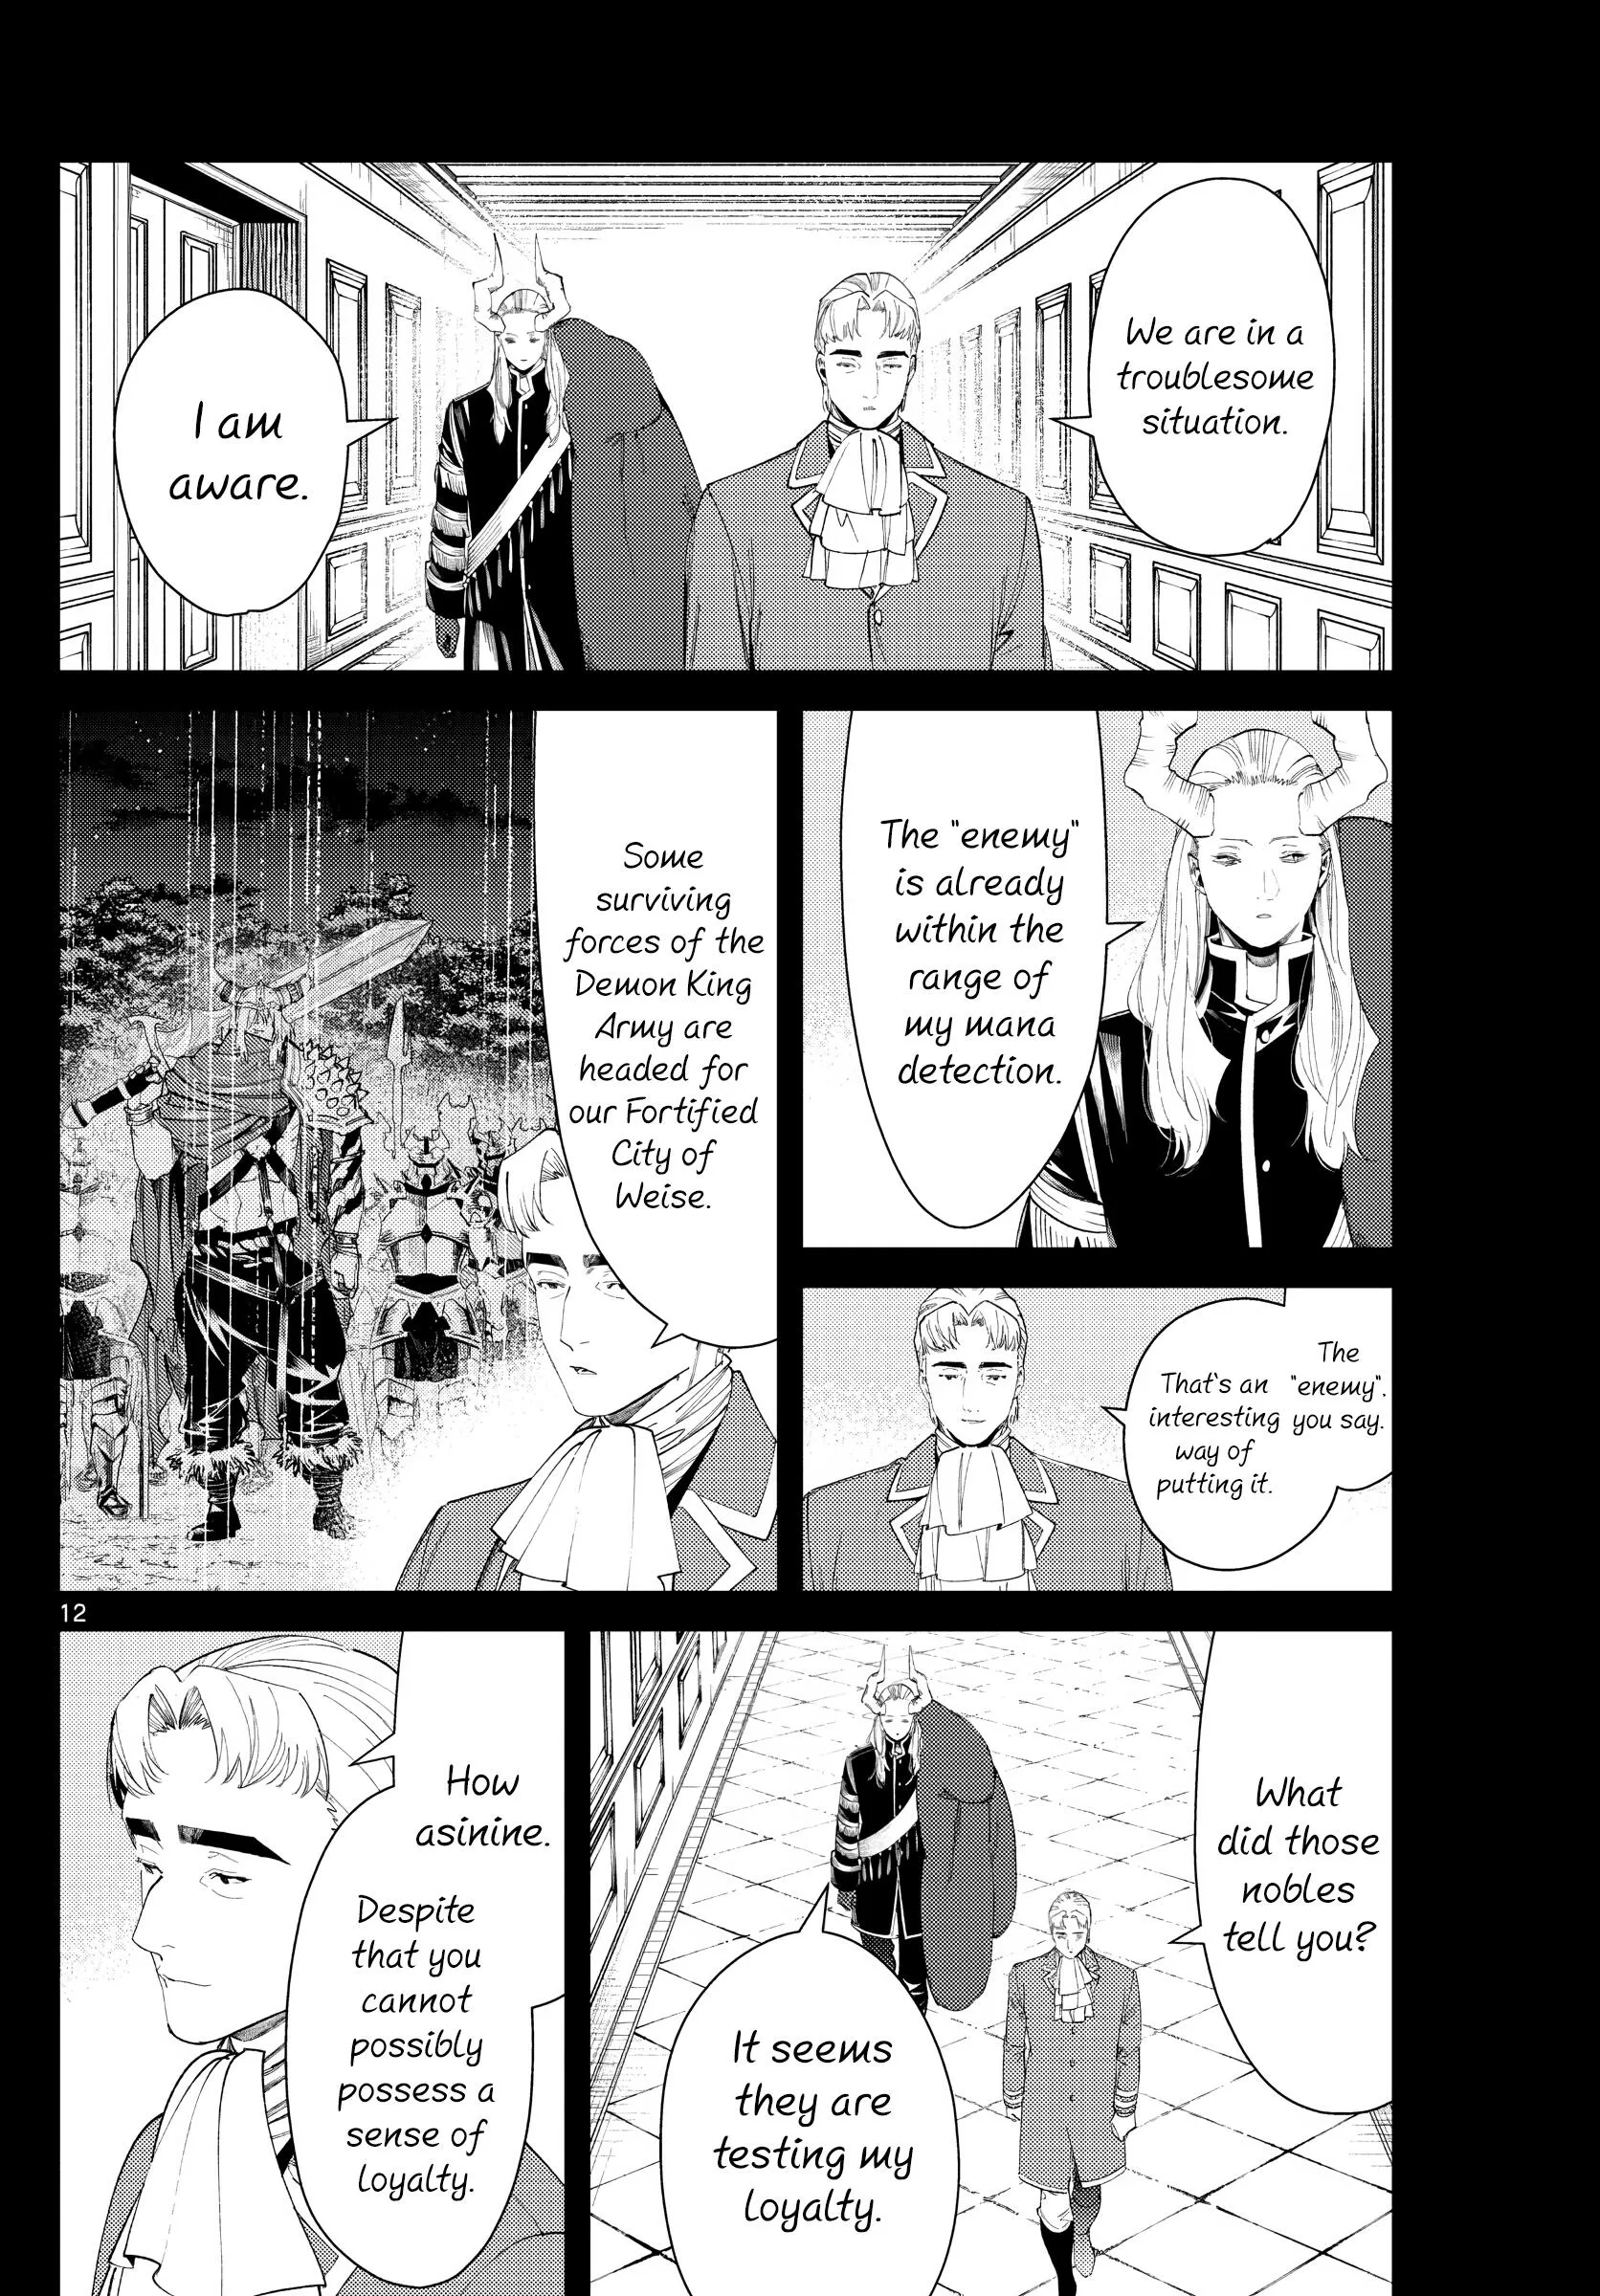 We are in a
troublesome
situation.
I am
aware.
The "enemy"
is already
within the
range of
my mana
detection.
The
"enemy".
you say.
That's an
interesting
way of
putting it.
Some
surviving
forces of the
Demon King
Army are
headed for
our Fortified
City of
Weise.
12
What
did those
nobles
tell you?
It seems
they are
testing my
loyalty.
How
asinine.
Despite
that you
cannot
possibly
possess a
sense of
loyalty.